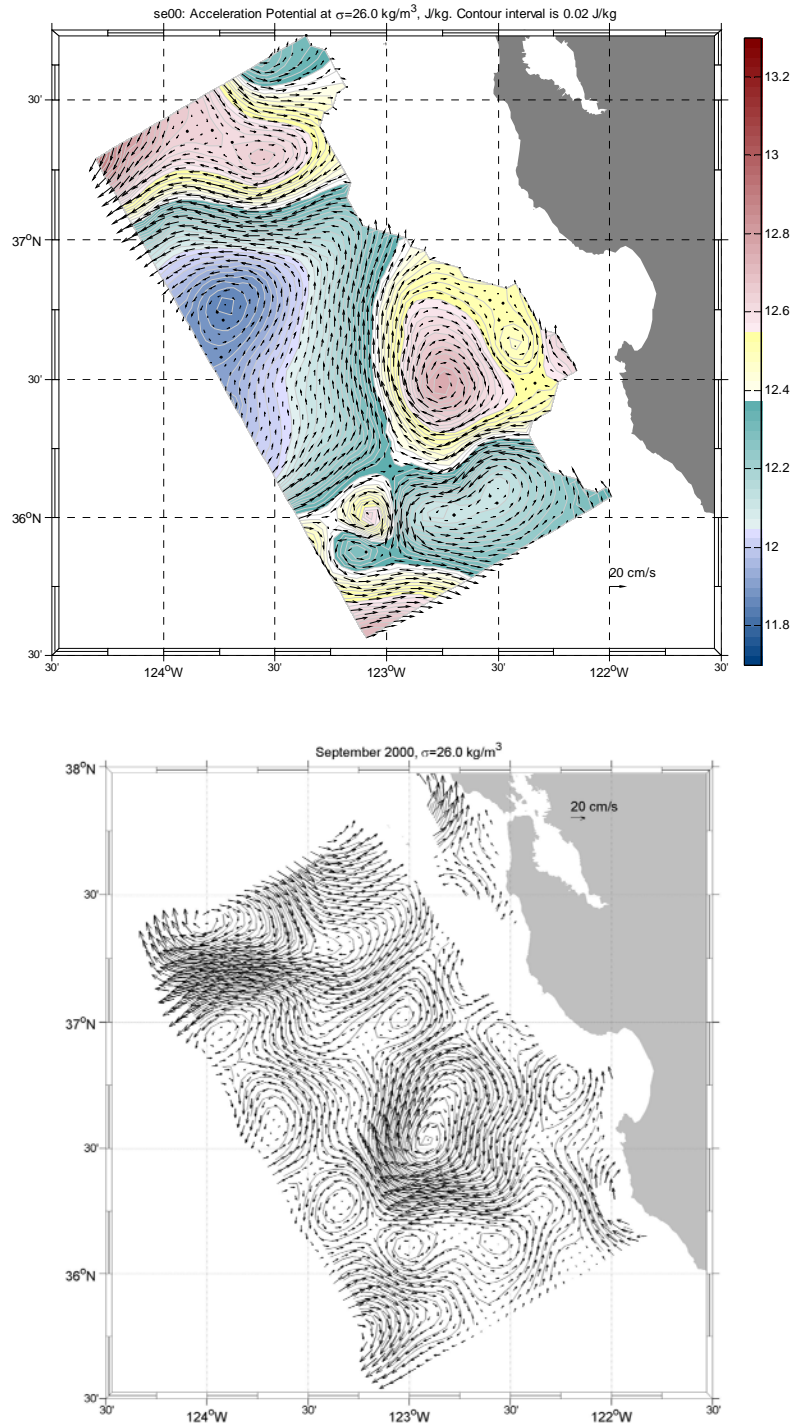 se00: Acceleration Potential at σ=26.0 kg/m³, J/kg. Contour interval is 0.02 J/kg
13.2
30'
13
37°N
12.8
12.6
30'
12.4
12.2
36°N
12
20 cm/s
11.8
30'
30' 124°W 30' 123°W 30' 122°W 30'
September 2000, σ=26.0 kg/m³
38°N
20 cm/s
30'
37°N
30'
36°N
30'
30' 124°W 30' 123°W 30' 122°W 30'